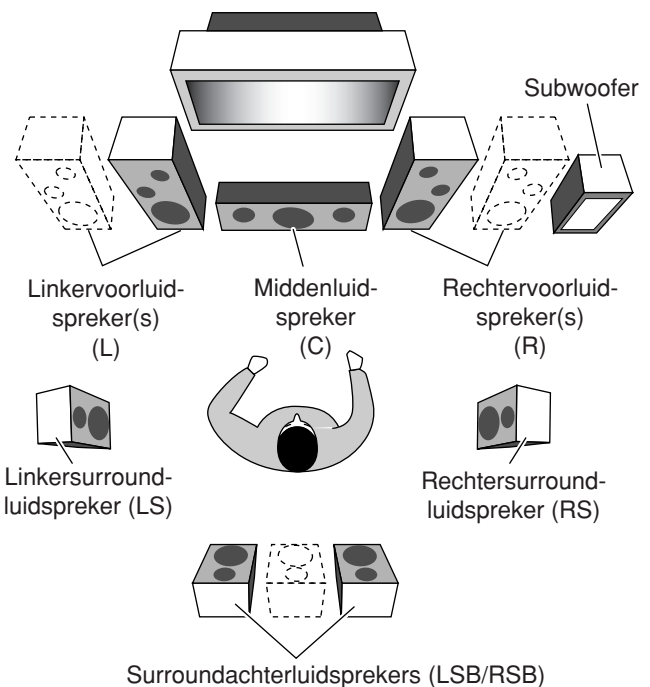 Subwoofer
Linkervoorluid-
spreker(s)
(L)
Middenluid-
spreker
(C)
Rechtervoorluid-
spreker(s)
(R)
Linkersurround-
luidspreker (LS)
Rechtersurround-
luidspreker (RS)
Surroundachterluidsprekers (LSB/RSB)